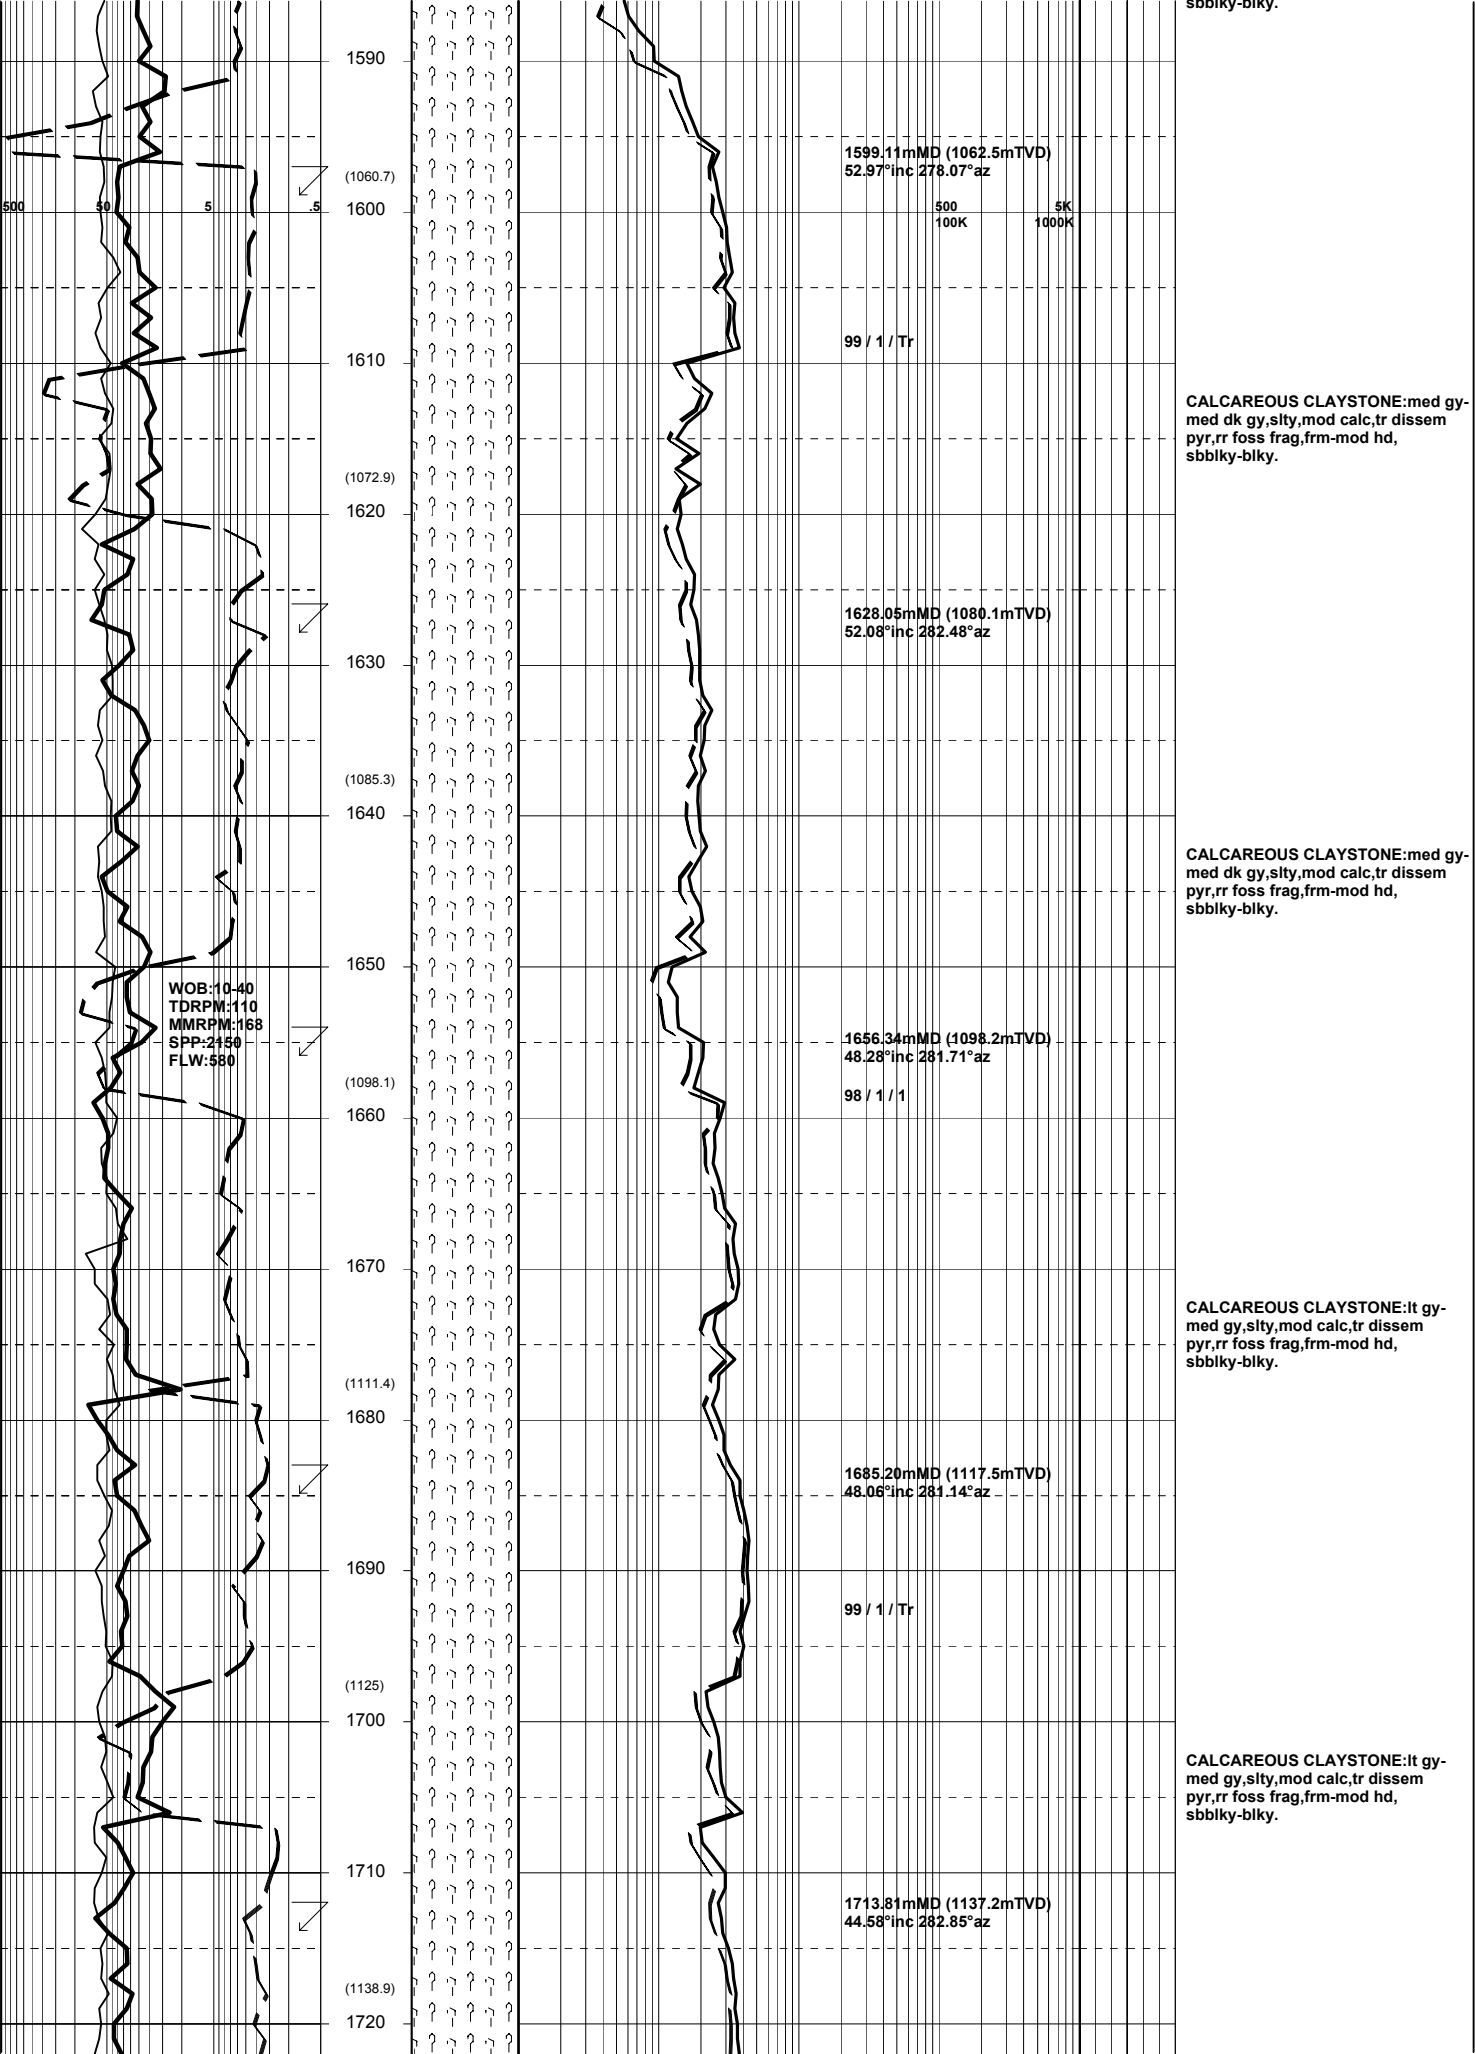 sbblky-blky.
1590
1599.11mMD (1062.5mTVD)
52.97°inc 278.07°az
(1060.7)
500 50 5 .5
1600
500 5K
100K 1000K
99 / 1 / Tr
1610
CALCAREOUS CLAYSTONE:med gy-
med dk gy,slty,mod calc,tr dissem
pyr,rr foss frag,frm-mod hd,
sbblky-blky.
(1072.9)
1620
1628.05mMD (1080.1mTVD)
52.08°inc 282.48°az
1630
(1085.3)
1640
CALCAREOUS CLAYSTONE:med gy-
med dk gy,slty,mod calc,tr dissem
pyr,rr foss frag,frm-mod hd,
sbblky-blky.
1650
WOB:10-40
TDRPM:110
MMRPM:168
SPP:2150
FLW:580
1656.34mMD (1098.2mTVD)
48.28°inc 281.71°az
(1098.1)
98 / 1 / 1
1660
1670
CALCAREOUS CLAYSTONE:lt gy-
med gy,slty,mod calc,tr dissem
pyr,rr foss frag,frm-mod hd,
sbblky-blky.
(1111.4)
1680
1685.20mMD (1117.5mTVD)
48.06°inc 281.14°az
1690
99 / 1 / Tr
(1125)
1700
CALCAREOUS CLAYSTONE:lt gy-
med gy,slty,mod calc,tr dissem
pyr,rr foss frag,frm-mod hd,
sbblky-blky.
1710
1713.81mMD (1137.2mTVD)
44.58°inc 282.85°az
(1138.9)
1720